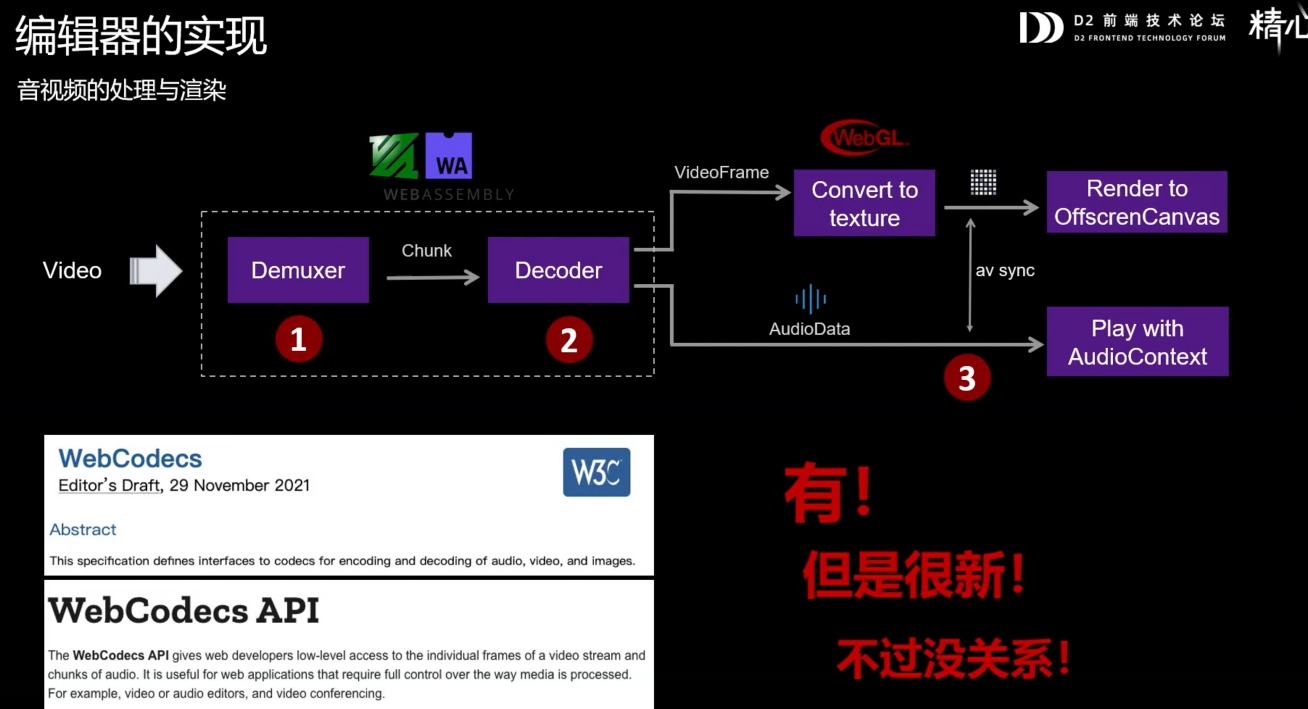 编辑器的实现
D2 前端技术论坛
D2 FRONTEND TECHNOLOGY FORUM
精心
音视频的处理与渲染
WebGL
WA
WEBASSEMBLY
VideoFrame
Convert to
texture
Render to
OffscrenCanvas
Video
Demuxer
Chunk
Decoder
av sync
AudioData
Play with
AudioContext
1
2
3
WebCodecs
Editor's Draft, 29 November 2021
W3C
Abstract
This specification defines interfaces to codecs for encoding and decoding of audio, video, and images.
WebCodecs API
The WebCodecs API gives web developers low-level access to the individual frames of a video stream and
chunks of audio. It is useful for web applications that require full control over the way media is processed.
For example, video or audio editors, and video conferencing.
有！
但是很新！
不过没关系！